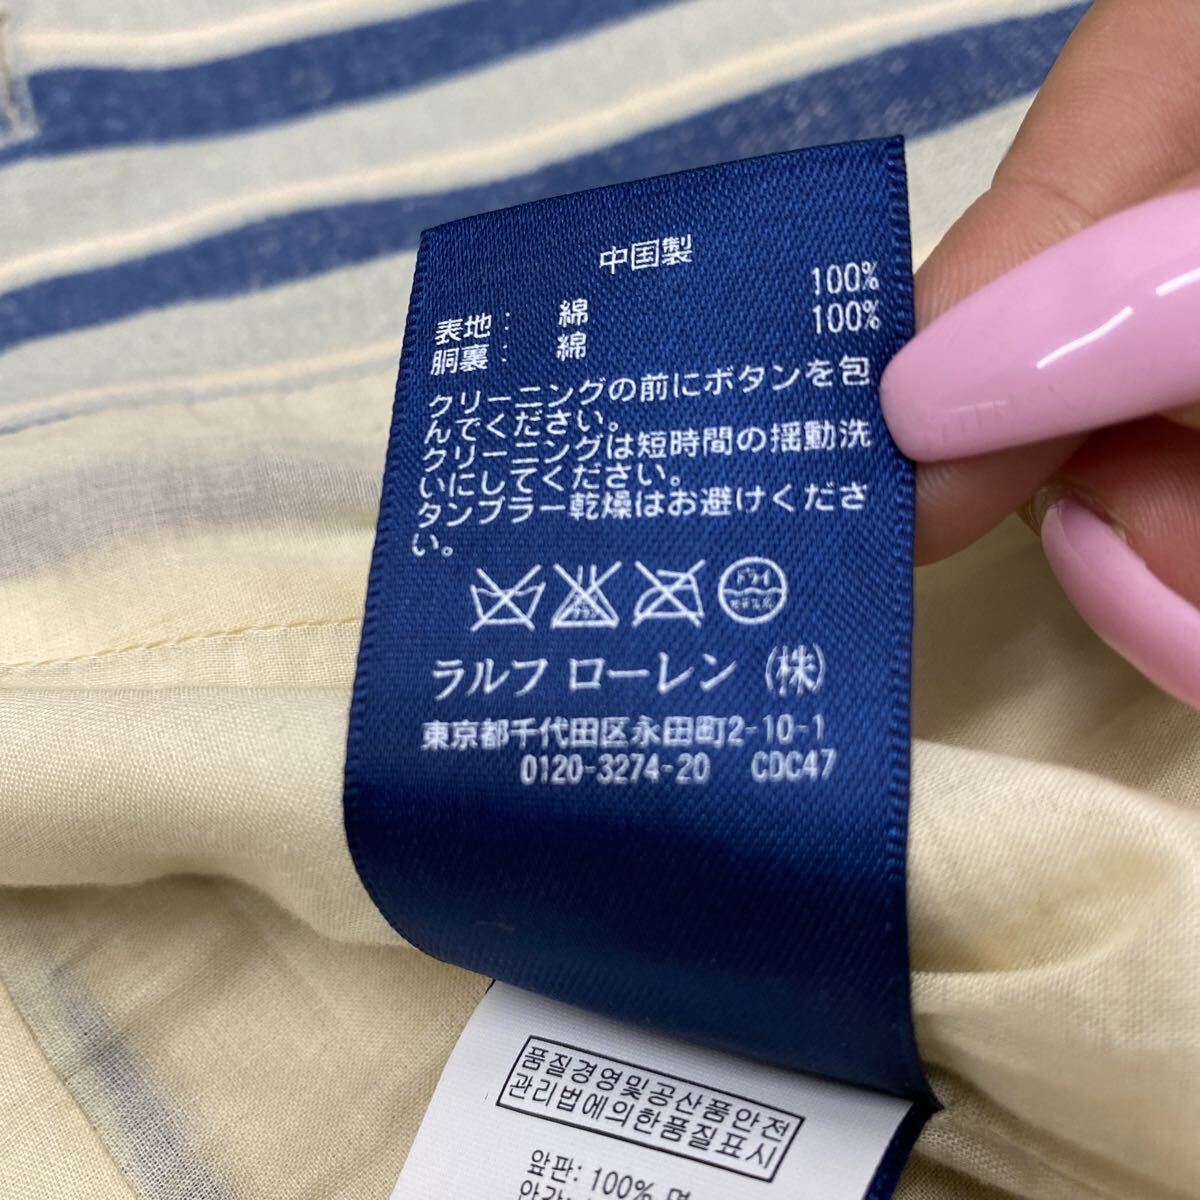 中国製
表地: 綿 100%
胴裏: 綿 100%
クリーニングの前にボタンを包
んでください。
クリーニングは短時間の揺動洗
いにしてください。
タンブラー乾燥はお避けくださ
い。
ドライ
ラルフ ローレン (株)
東京都千代田区永田町2-10-1
0120-3274-20 CDC47
품질경영및공산품안전
관리법에의한품질표시
앞판: 100% 면